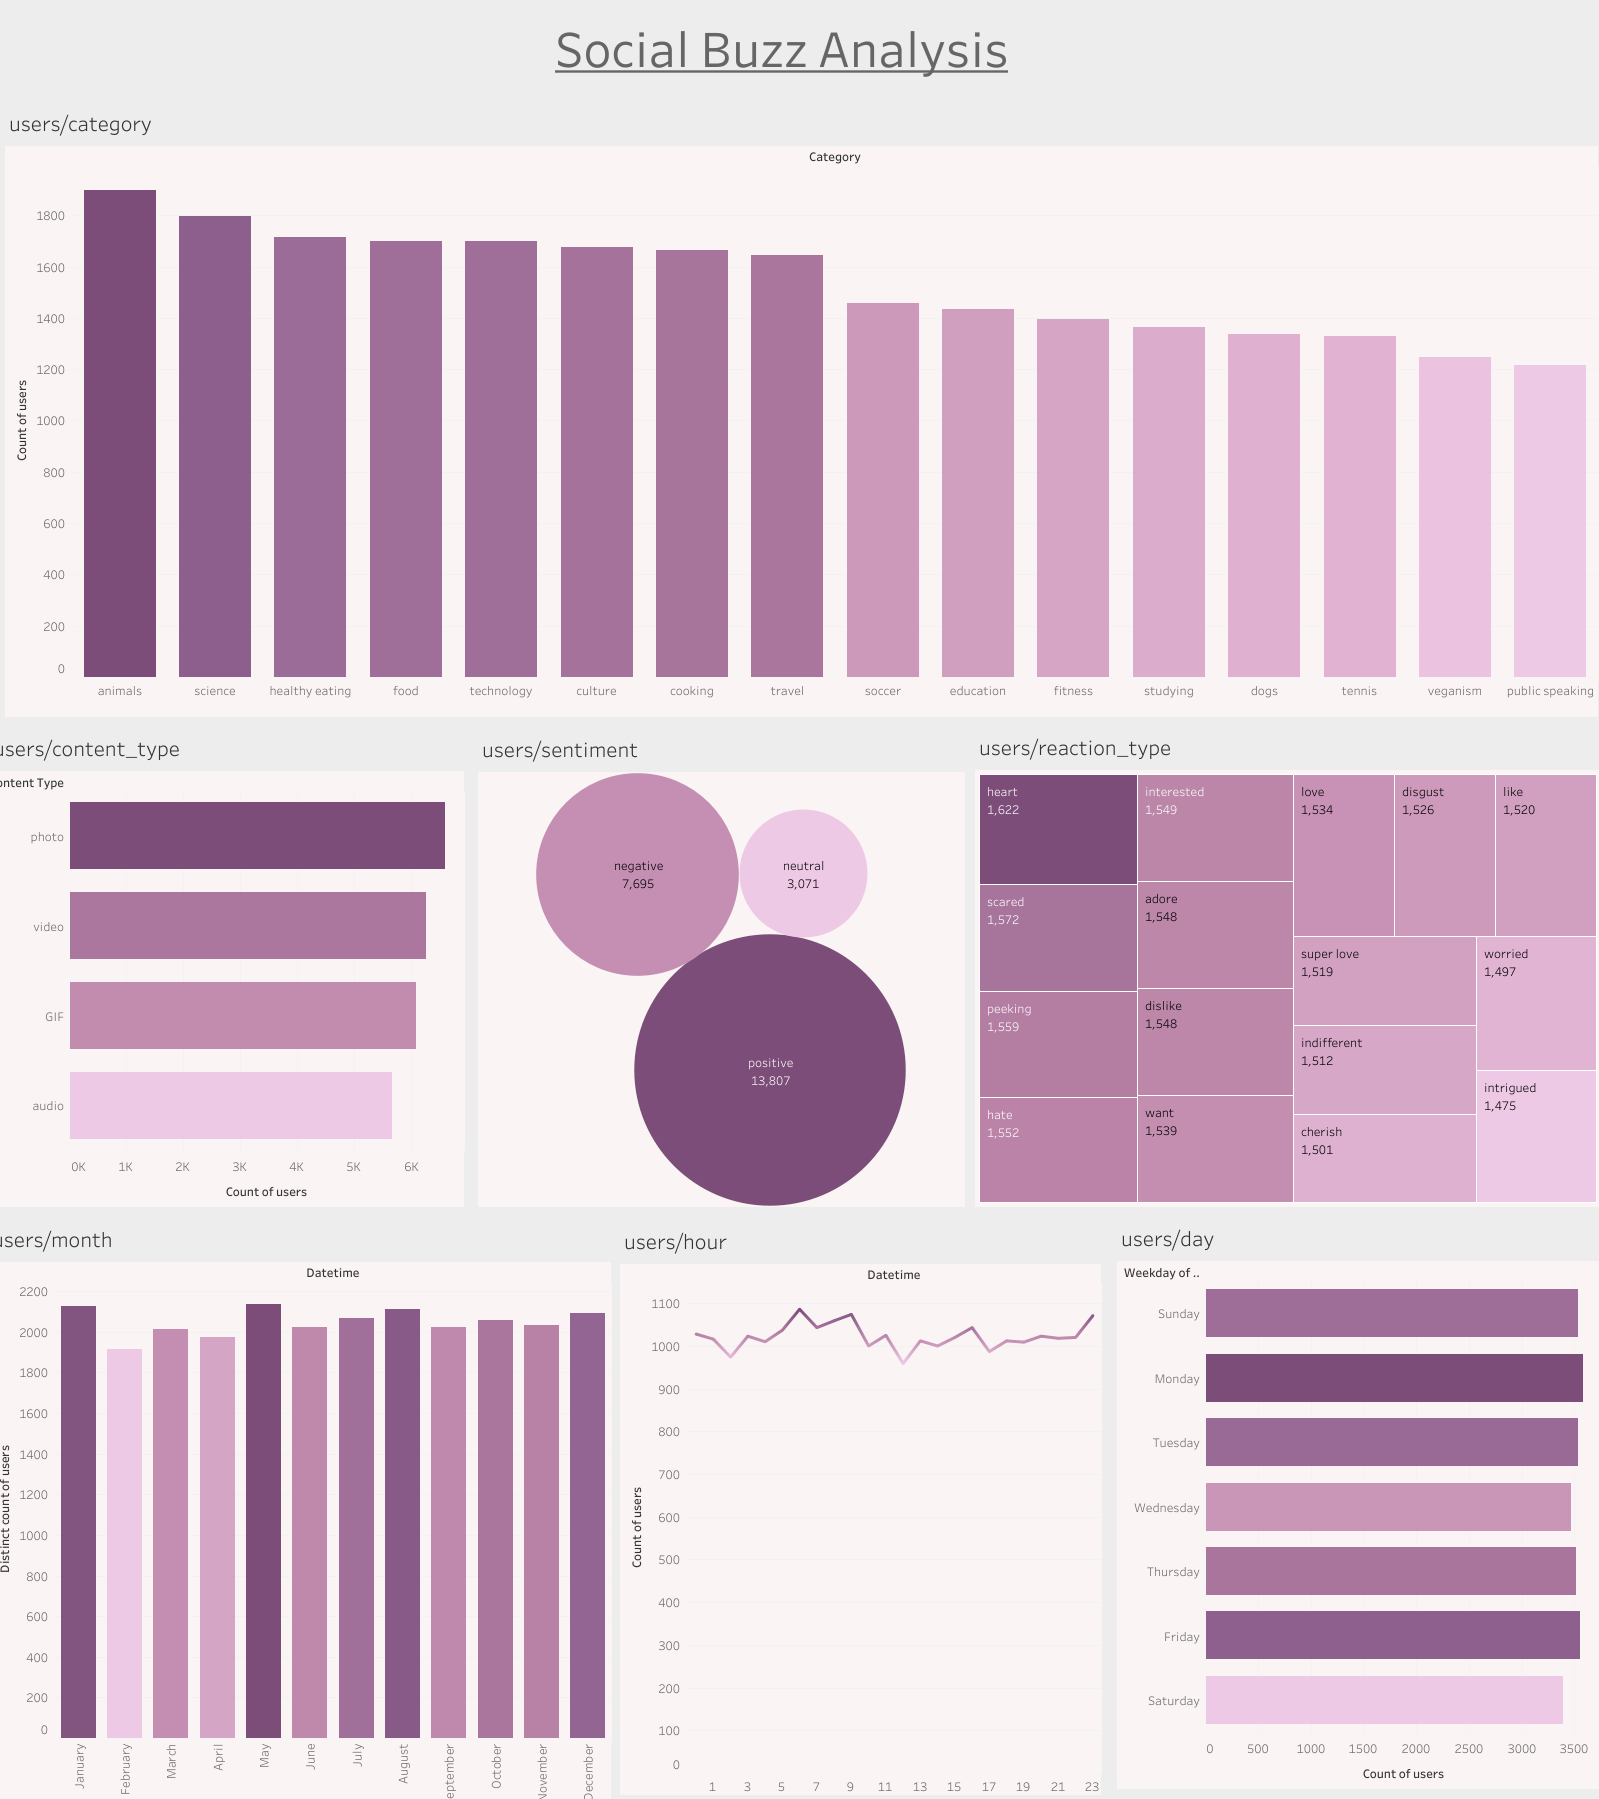 Social Buzz Analysis
users/category
Category
Count of users
1800
1600
1400
1200
1000
800
600
400
200
0
animals science healthy eating food technology culture cooking travel soccer education fitness studying dogs tennis veganism public speaking
users/content_type
ontent Type
photo
video
GIF
audio
0K 1K 2K 3K 4K 5K 6K
Count of users
users/sentiment
negative
7,695
neutral
3,071
positive
13,807
users/reaction_type
heart
1,622
scared
1,572
peeking
1,559
hate
1,552
interested
1,549
adore
1,548
dislike
1,548
want
1,539
love
1,534
disgust
1,526
like
1,520
super love
1,519
indifferent
1,512
cherish
1,501
worried
1,497
intrigued
1,475
users/month
Datetime
Distinct count of users
2200
2000
1800
1600
1400
1200
1000
800
600
400
200
0
January
February
March
April
May
June
July
August
eptember
October
November
December
users/hour
Datetime
Count of users
1100
1000
900
800
700
600
500
400
300
200
100
0
1 3 5 7 9 11 13 15 17 19 21 23
users/day
Weekday of ..
Sunday
Monday
Tuesday
Wednesday
Thursday
Friday
Saturday
0 500 1000 1500 2000 2500 3000 3500
Count of users